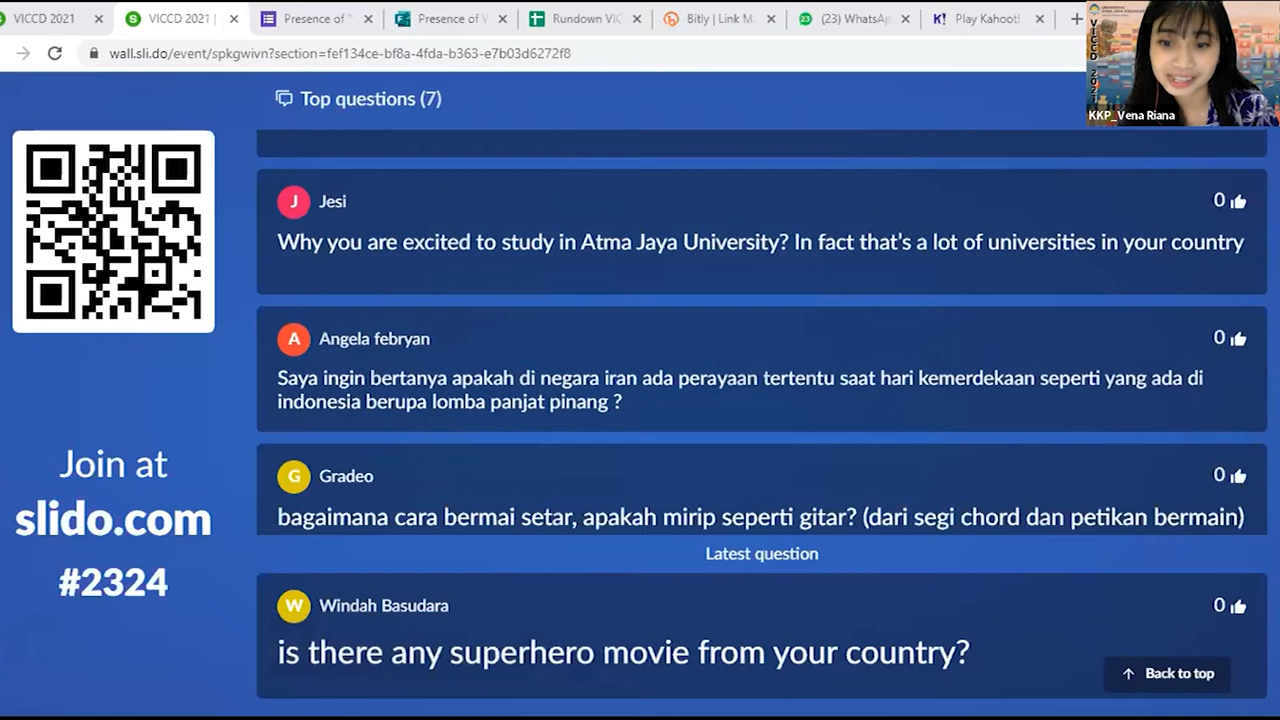 VICCD 2021
VICCD 2021 |
Presence of "
Presence of V
Rundown VIC
Bitly | Link M
(23) WhatsAp
Play Kahoot!
wall.sli.do/event/spkgwivn?section=fef134ce-bf8a-4fda-b363-e7b03d6272f8
VICCD 2021
KKP_Vena Riana
Top questions (7)
J
Jesi
0
Why you are excited to study in Atma Jaya University? In fact that's a lot of universities in your country
A
Angela febryan
0
Saya ingin bertanya apakah di negara iran ada perayaan tertentu saat hari kemerdekaan seperti yang ada di
indonesia berupa lomba panjat pinang ?
G
Gradeo
0
bagaimana cara bermai setar, apakah mirip seperti gitar? (dari segi chord dan petikan bermain)
Join at
slido.com
#2324
Latest question
W
Windah Basudara
0
is there any superhero movie from your country?
Back to top